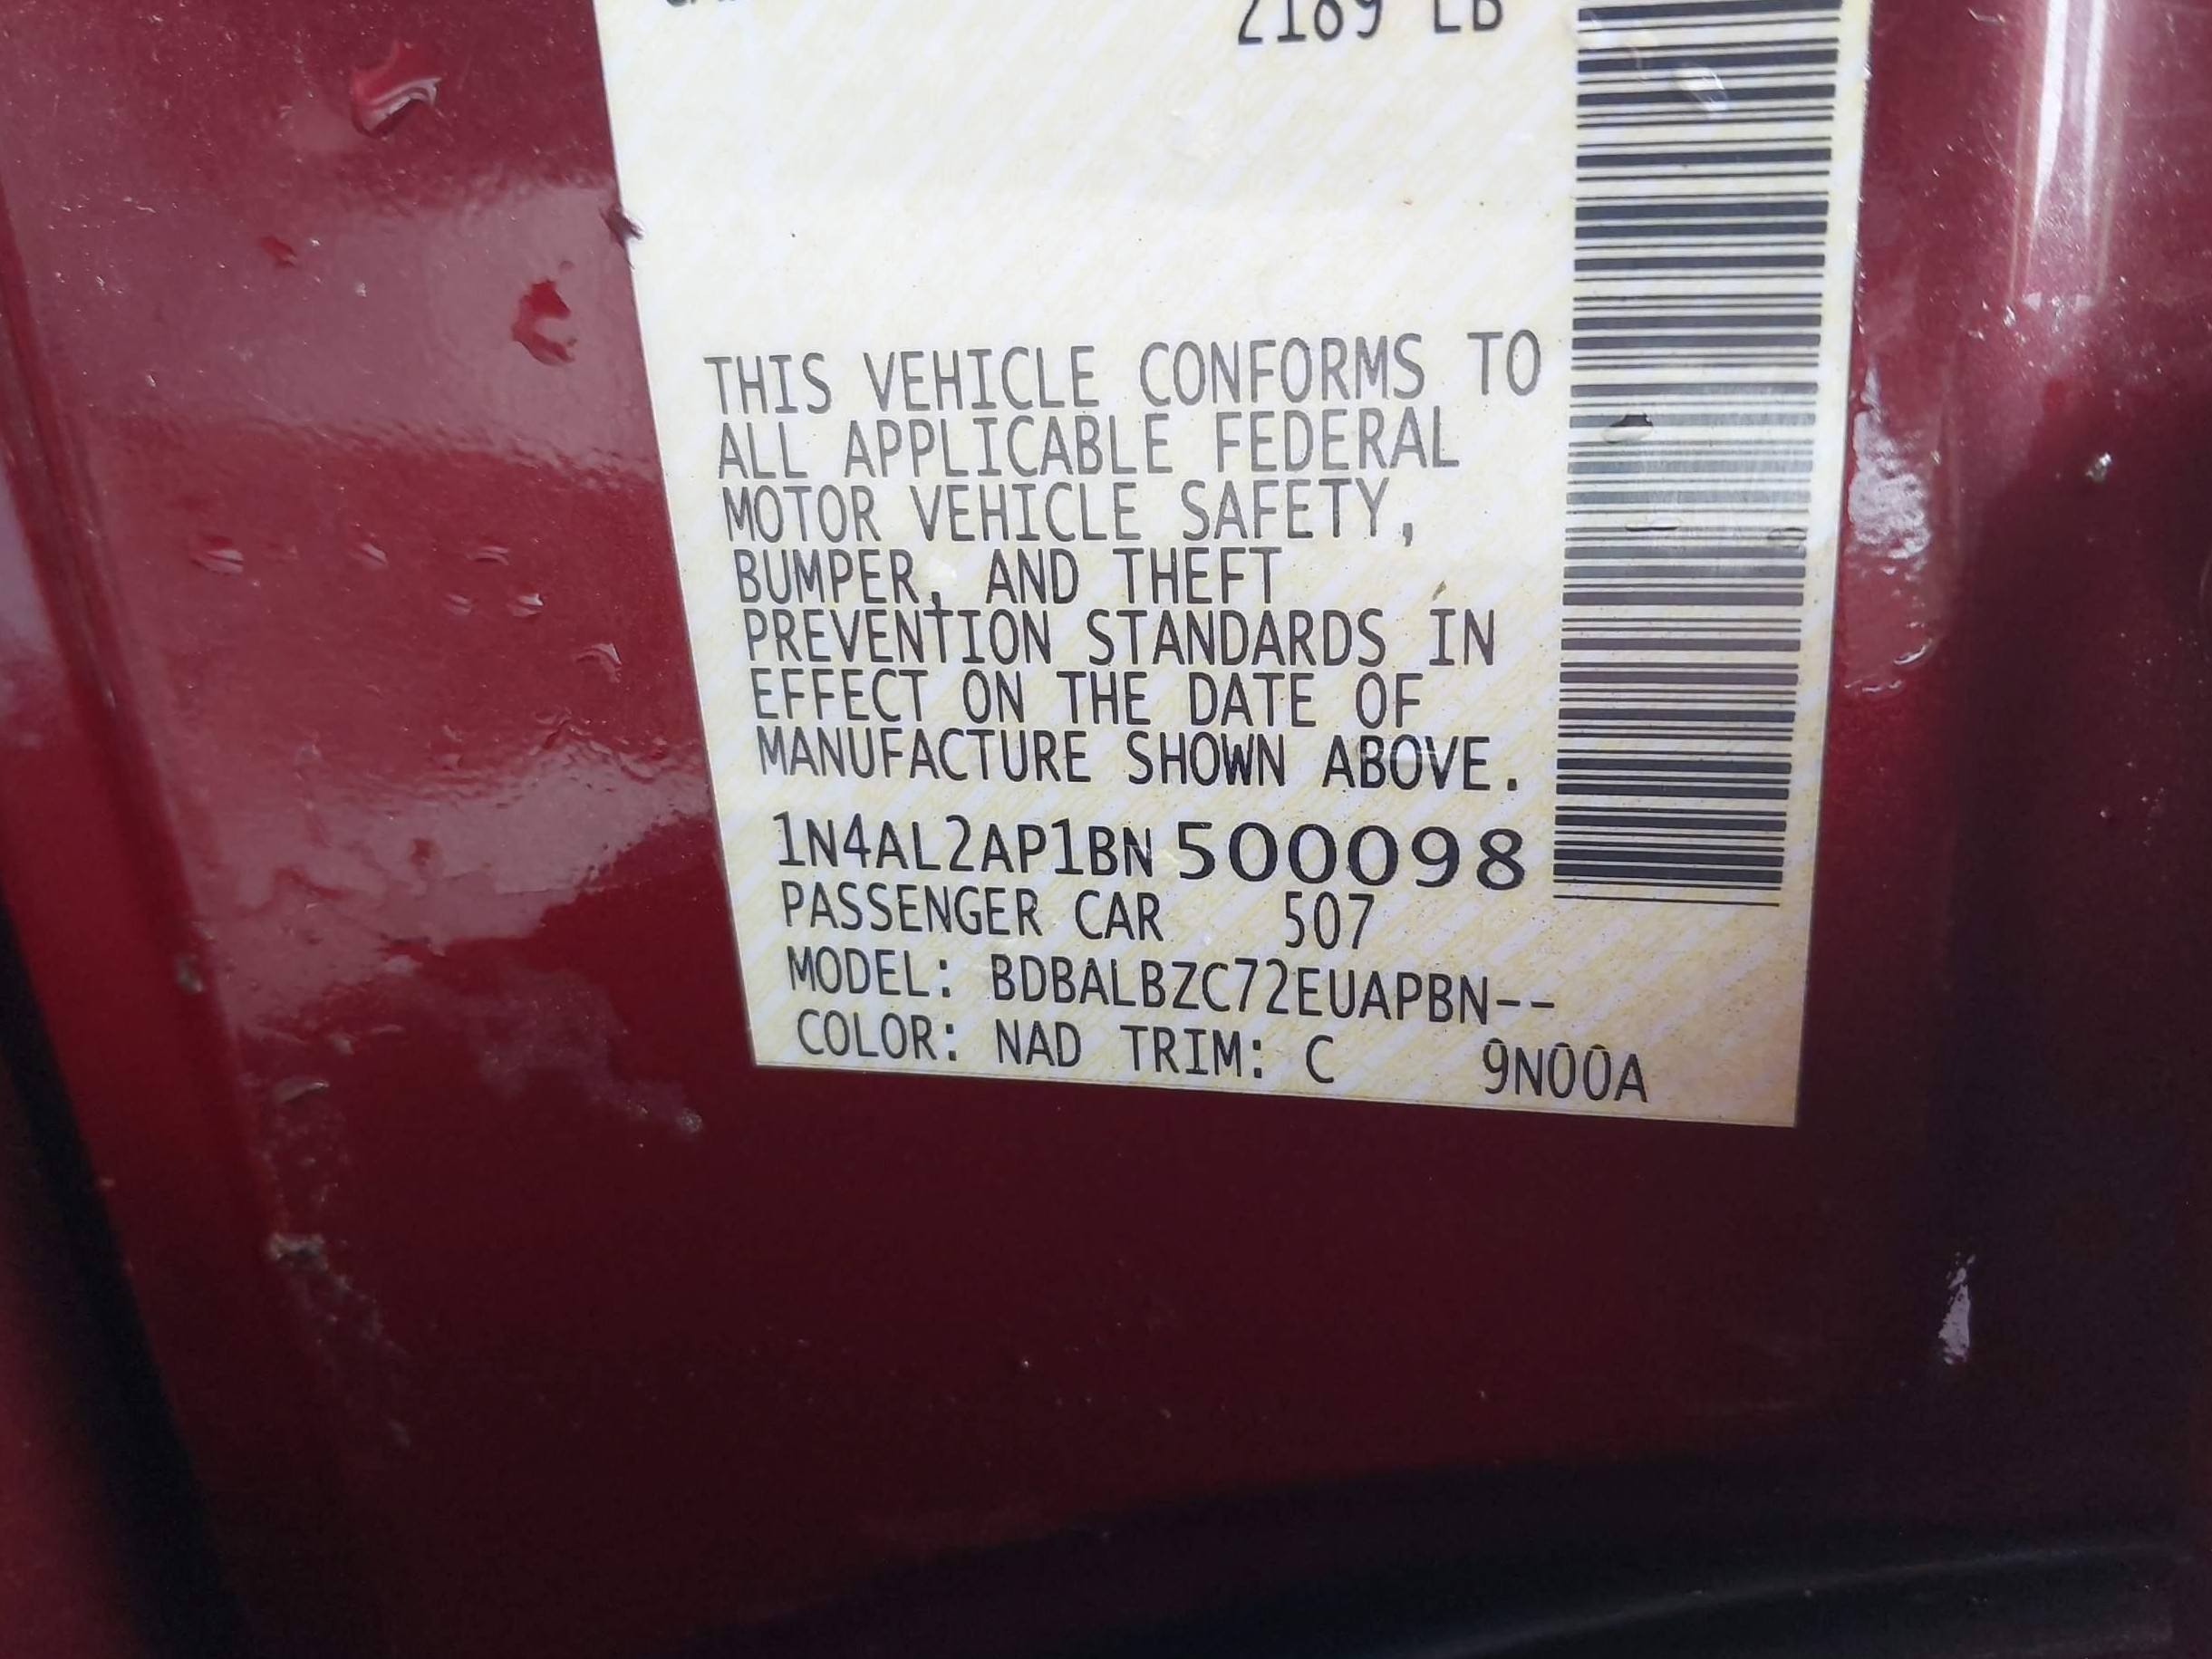 2189 LB
THIS VEHICLE CONFORMS TO
ALL APPLICABLE FEDERAL
MOTOR VEHICLE SAFETY,
BUMPER, AND THEFT
PREVENTION STANDARDS IN
EFFECT ON THE DATE OF
MANUFACTURE SHOWN ABOVE.
1N4AL2AP1BN 500098
PASSENGER CAR 507
MODEL: BDBALBZC72EUAPBN--
COLOR: NAD TRIM: C 9N00A